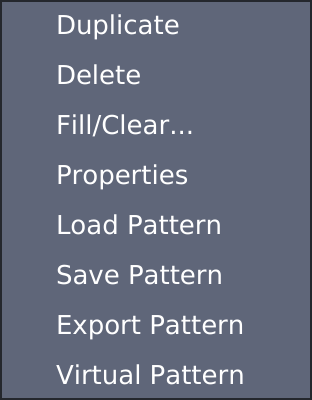 Duplicate
Delete
Fill/Clear...
Properties
Load Pattern
Save Pattern
Export Pattern
Virtual Pattern